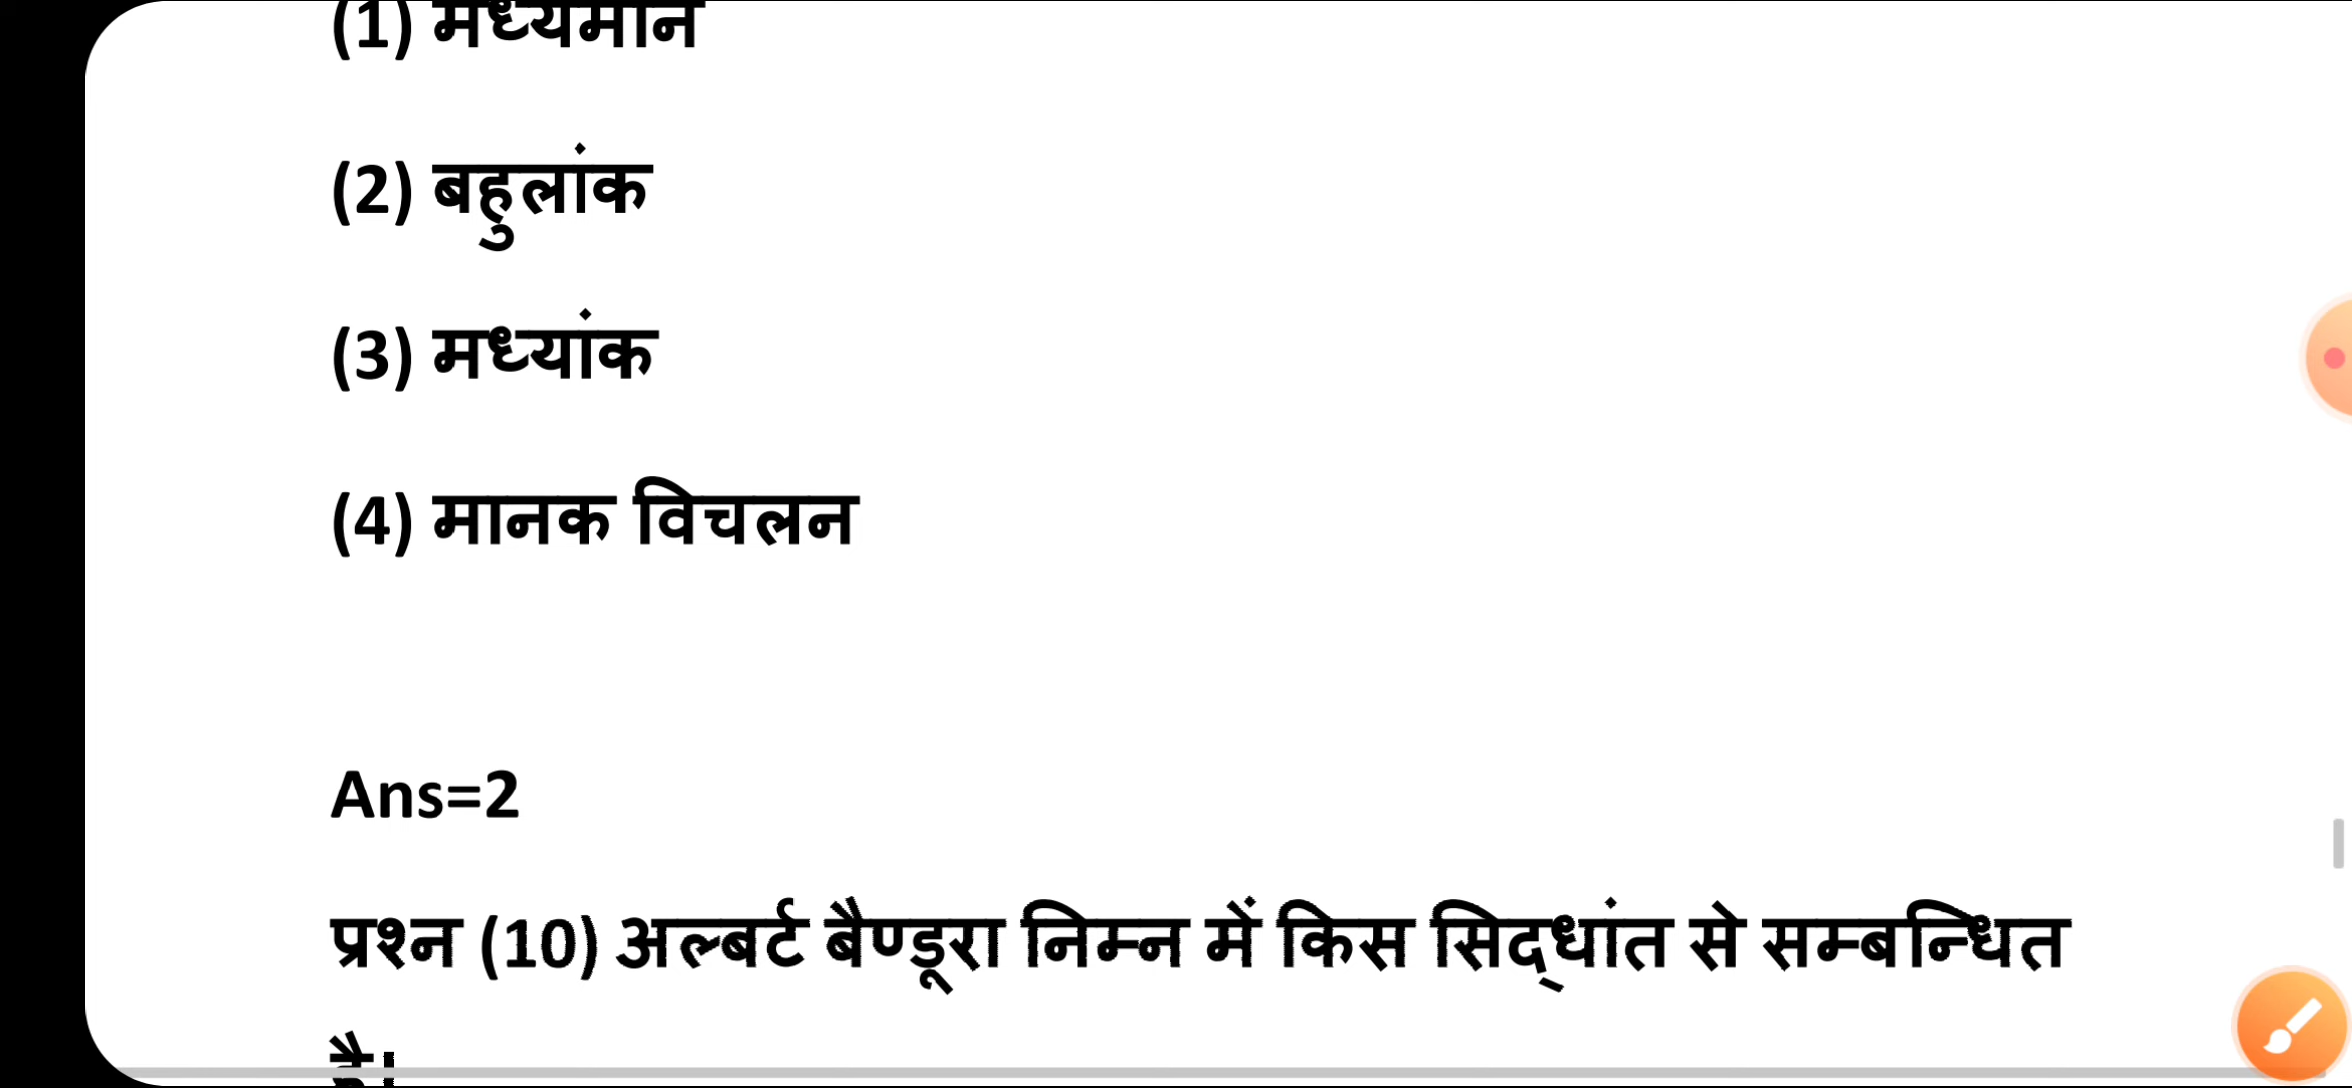 (1) मध्यमान
(2) बहुलांक
(3) मध्यांक
(4) मानक विचलन
Ans=2
प्रश्न (10) अल्बर्ट बैण्डूरा निम्न में किस सिद्धांत से सम्बन्धित
है।